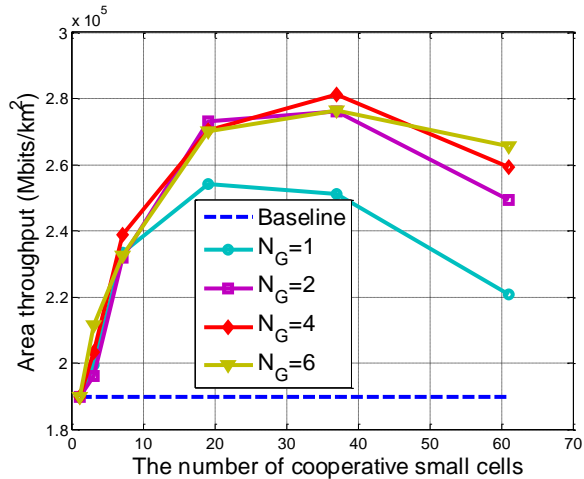 x 10^5
3
2.8
2.6
2.4
2.2
2
1.8
Area throughput (Mbits/km^2)
Baseline
N_G=1
N_G=2
N_G=4
N_G=6
0 10 20 30 40 50 60 70
The number of cooperative small cells